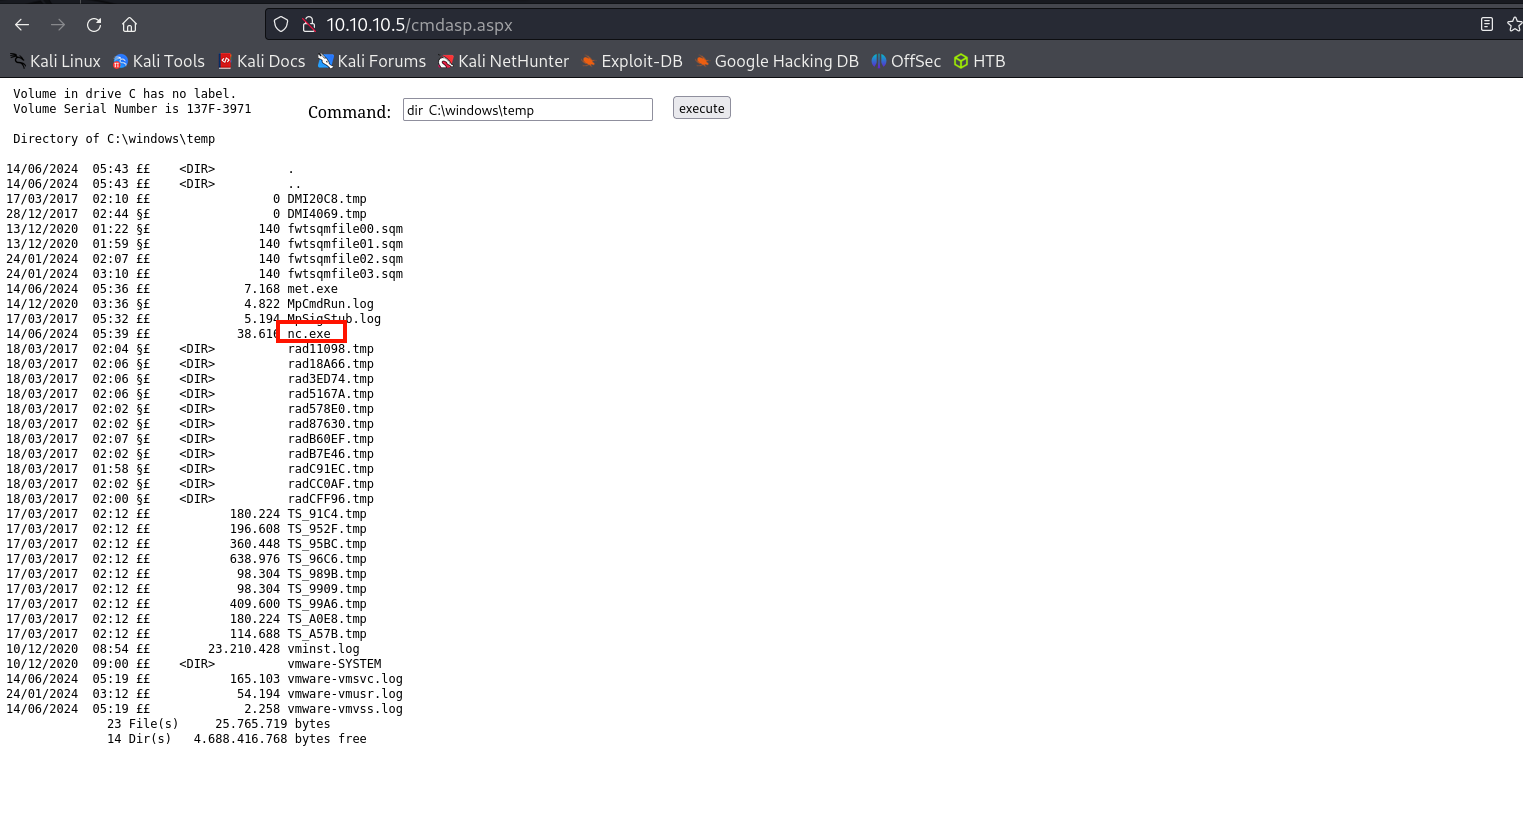 10.10.10.5/cmdasp.aspx
Kali Linux Kali Tools Kali Docs Kali Forums Kali NetHunter Exploit-DB Google Hacking DB OffSec HTB
Volume in drive C has no label.
Volume Serial Number is 137F-3971
Command: dir C:\windows\temp execute
Directory of C:\windows\temp
14/06/2024 05:43 ££ <DIR> .
14/06/2024 05:43 ££ <DIR> ..
17/03/2017 02:10 ££ 0 DMI20C8.tmp
28/12/2017 02:44 §£ 0 DMI4069.tmp
13/12/2020 01:22 §£ 140 fwtsqmfile00.sqm
13/12/2020 01:59 §£ 140 fwtsqmfile01.sqm
24/01/2024 02:07 ££ 140 fwtsqmfile02.sqm
24/01/2024 03:10 ££ 140 fwtsqmfile03.sqm
14/06/2024 05:36 ££ 7.168 met.exe
14/12/2020 03:36 §£ 4.822 MpCmdRun.log
17/03/2017 05:32 ££ 5.194 MpSigStub.log
14/06/2024 05:39 ££ 38.616 nc.exe
18/03/2017 02:04 §£ <DIR> rad11098.tmp
18/03/2017 02:06 §£ <DIR> rad18A66.tmp
18/03/2017 02:06 §£ <DIR> rad3ED74.tmp
18/03/2017 02:06 §£ <DIR> rad5167A.tmp
18/03/2017 02:02 §£ <DIR> rad578E0.tmp
18/03/2017 02:02 §£ <DIR> rad87630.tmp
18/03/2017 02:07 §£ <DIR> radB60EF.tmp
18/03/2017 02:02 §£ <DIR> radB7E46.tmp
18/03/2017 01:58 §£ <DIR> radC91EC.tmp
18/03/2017 02:02 §£ <DIR> radCC0AF.tmp
18/03/2017 02:00 §£ <DIR> radCFF96.tmp
17/03/2017 02:12 ££ 180.224 TS_91C4.tmp
17/03/2017 02:12 ££ 196.608 TS_952F.tmp
17/03/2017 02:12 ££ 360.448 TS_95BC.tmp
17/03/2017 02:12 ££ 638.976 TS_96C6.tmp
17/03/2017 02:12 ££ 98.304 TS_989B.tmp
17/03/2017 02:12 ££ 98.304 TS_9909.tmp
17/03/2017 02:12 ££ 409.600 TS_99A6.tmp
17/03/2017 02:12 ££ 180.224 TS_A0E8.tmp
17/03/2017 02:12 ££ 114.688 TS_A57B.tmp
10/12/2020 08:54 ££ 23.210.428 vminst.log
10/12/2020 09:00 ££ <DIR> vmware-SYSTEM
14/06/2024 05:19 ££ 165.103 vmware-vmsvc.log
24/01/2024 03:12 ££ 54.194 vmware-vmusr.log
14/06/2024 05:19 ££ 2.258 vmware-vmvss.log
23 File(s) 25.765.719 bytes
14 Dir(s) 4.688.416.768 bytes free